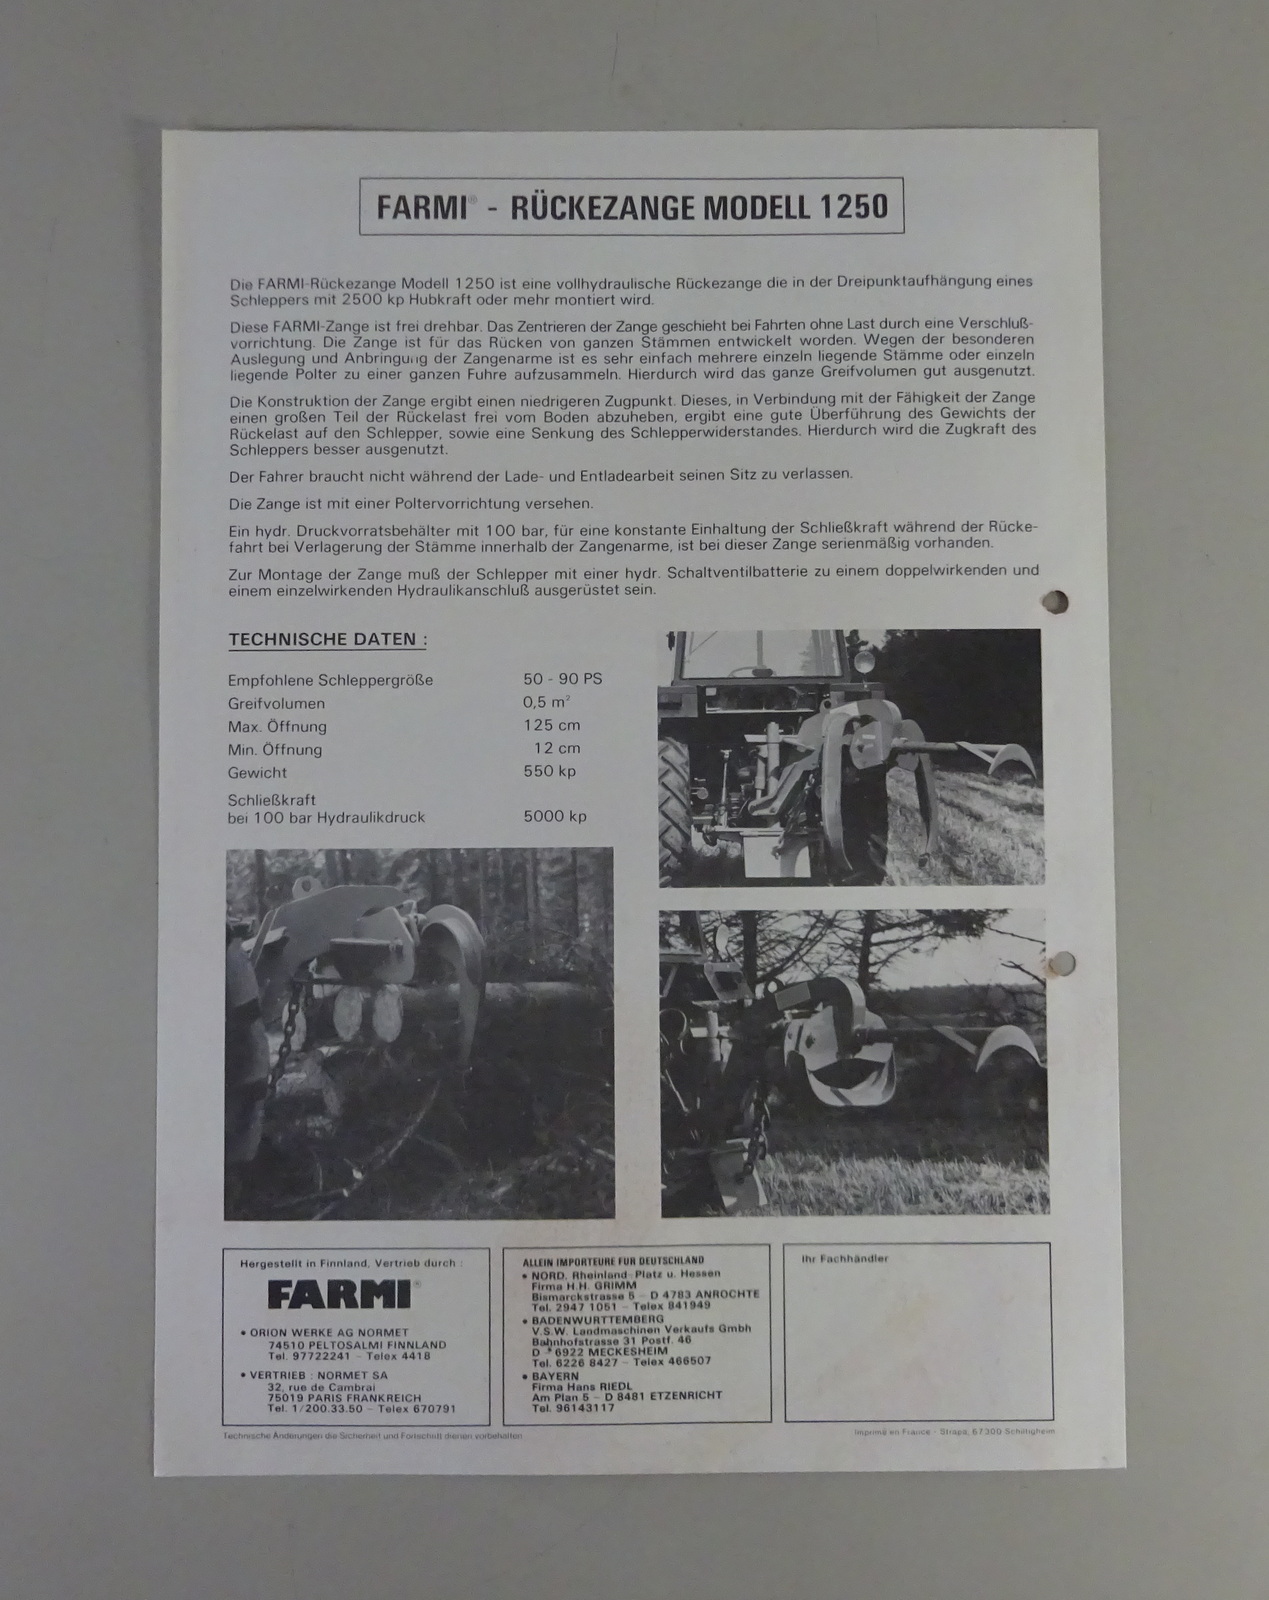 FARMI® - RÜCKEZANGE MODELL 1250
Die FARMI-Rückezange Modell 1250 ist eine vollhydraulische Rückezange die in der Dreipunktaufhängung eines
Schleppers mit 2500 kp Hubkraft oder mehr montiert wird.
Diese FARMI-Zange ist frei drehbar. Das Zentrieren der Zange geschieht bei Fahrten ohne Last durch eine Verschluß-
vorrichtung. Die Zange ist für das Rücken von ganzen Stämmen entwickelt worden. Wegen der besonderen
Auslegung und Anbringung der Zangenarme ist es sehr einfach mehrere einzeln liegende Stämme oder einzeln
liegende Polter zu einer ganzen Fuhre aufzusammeln. Hierdurch wird das ganze Greifvolumen gut ausgenutzt.
Die Konstruktion der Zange ergibt einen niedrigeren Zugpunkt. Dieses, in Verbindung mit der Fähigkeit der Zange
einen großen Teil der Rückelast frei vom Boden abzuheben, ergibt eine gute Überführung des Gewichts der
Rückelast auf den Schlepper, sowie eine Senkung des Schlepperwiderstandes. Hierdurch wird die Zugkraft des
Schleppers besser ausgenutzt.
Der Fahrer braucht nicht während der Lade- und Entladearbeit seinen Sitz zu verlassen.
Die Zange ist mit einer Poltervorrichtung versehen.
Ein hydr. Druckvorratsbehälter mit 100 bar, für eine konstante Einhaltung der Schließkraft während der Rücke-
fahrt bei Verlagerung der Stämme innerhalb der Zangenarme, ist bei dieser Zange serienmäßig vorhanden.
Zur Montage der Zange muß der Schlepper mit einer hydr. Schaltventilbatterie zu einem doppelwirkenden und
einem einzelwirkenden Hydraulikanschluß ausgerüstet sein.
TECHNISCHE DATEN :
Empfohlene Schleppergröße 50 - 90 PS
Greifvolumen 0,5 m²
Max. Öffnung 125 cm
Min. Öffnung 12 cm
Gewicht 550 kp
Schließkraft
bei 100 bar Hydraulikdruck 5000 kp
Hergestellt in Finnland, Vertrieb durch :
FARMI®
• ORION WERKE AG NORMET
74510 PELTOSALMI FINNLAND
Tel. 97722241 - Telex 4418
• VERTRIEB : NORMET SA
32, rue de Cambrai
75019 PARIS FRANKREICH
Tel. 1/200.33.50 - Telex 670791
ALLEIN IMPORTEURE FUR DEUTSCHLAND
• NORD, Rheinland-Platz u. Hessen
Firma H.H. GRIMM
Bismarckstrasse 5 - D 4783 ANROCHTE
Tel. 2947 1051 - Telex 841949
• BADENWURTTEMBERG
V.S.W. Landmaschinen Verkaufs Gmbh
Bahnhofstrasse 31 Postf. 46
D - 6922 MECKESHEIM
Tel. 6226 8427 - Telex 466507
• BAYERN
Firma Hans RIEDL
Am Plan 5 - D 8481 ETZENRICHT
Tel. 96143117
Ihr Fachhändler
Technische Änderungen die Sicherheit und Fortschritt dienen vorbehalten
Imprimé en France - Straps, 67300 Schiltigheim